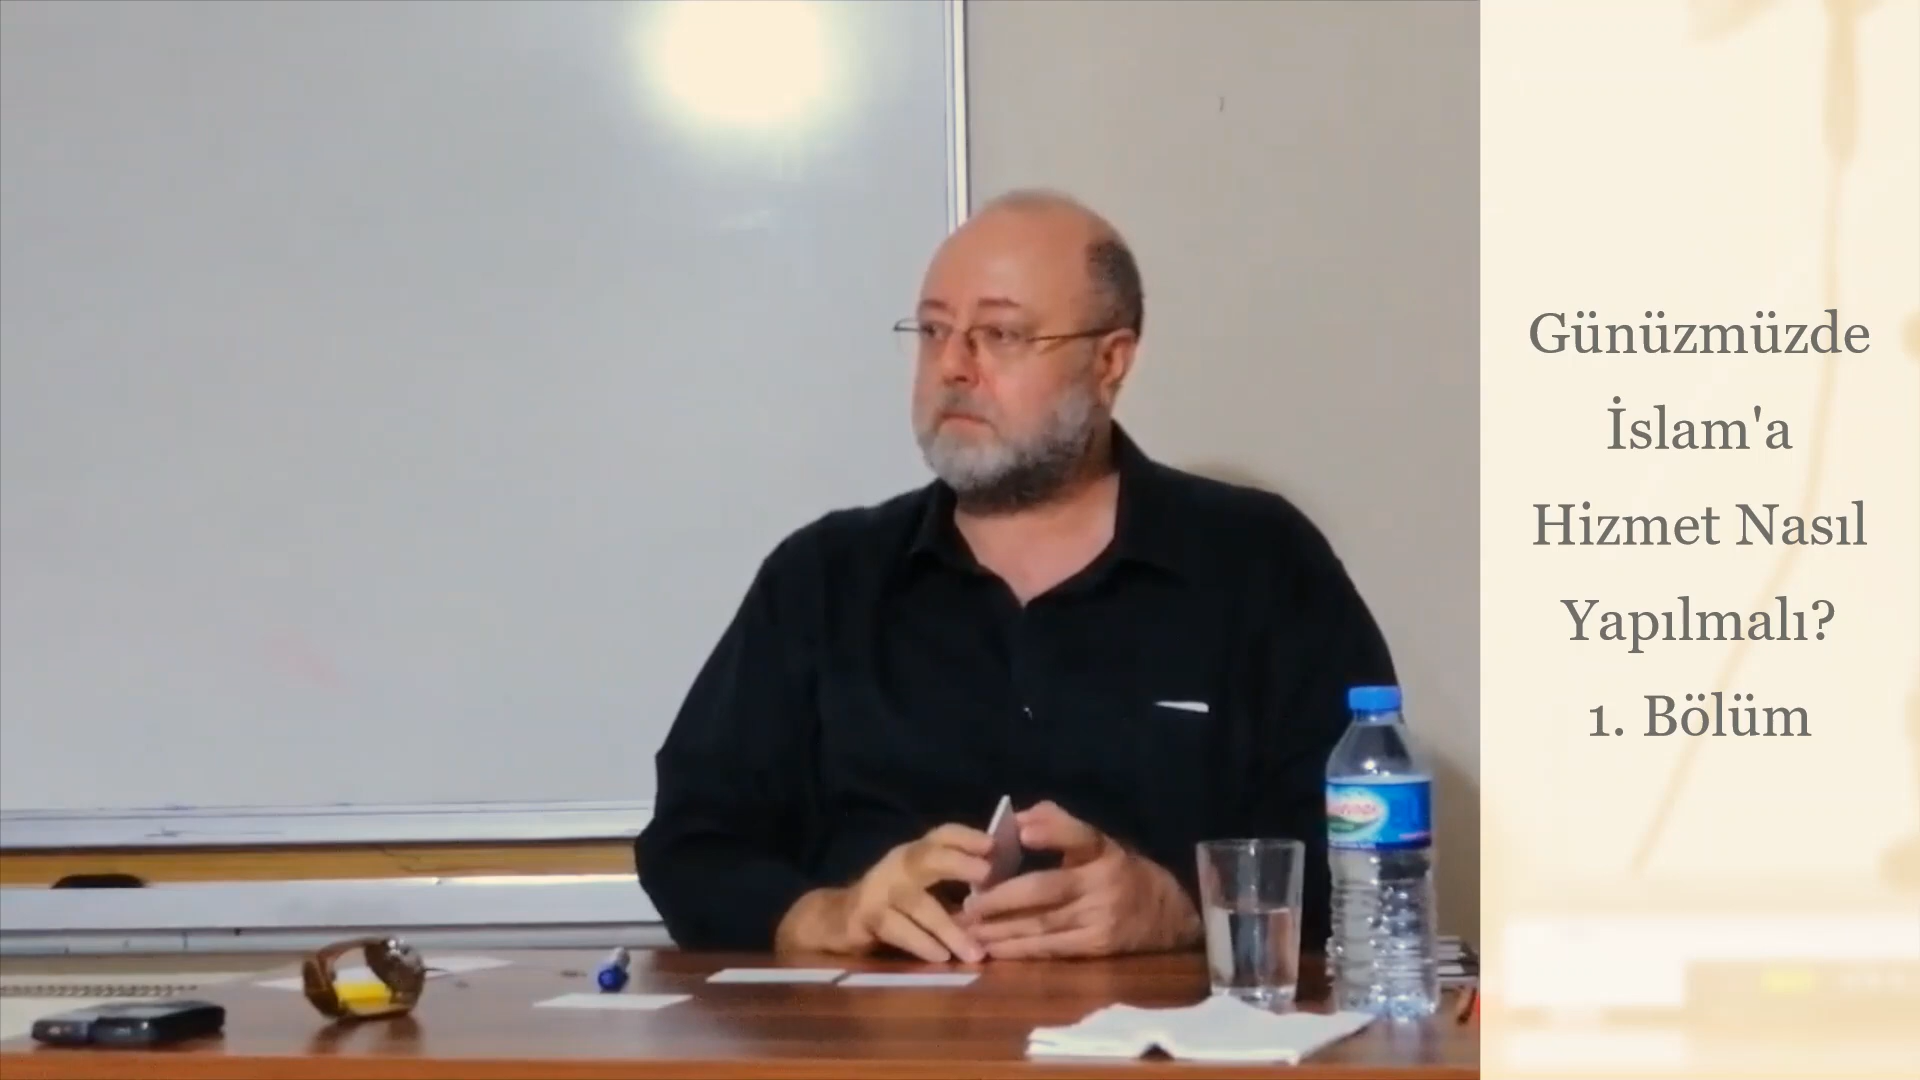 Günüzmüzde
İslam'a
Hizmet Nasıl
Yapılmalı?
1. Bölüm